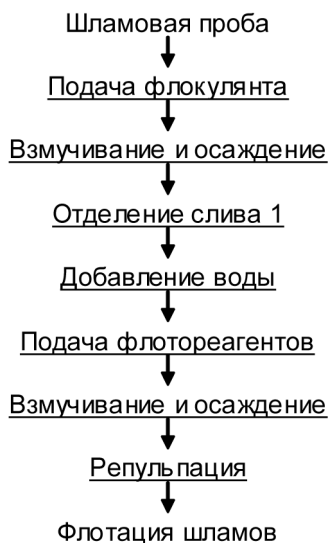 Шламовая проба
Подача флокулянта
Взмучивание и осаждение
Отделение слива 1
Добавление воды
Подача флотореагентов
Взмучивание и осаждение
Репульпация
Флотация шламов